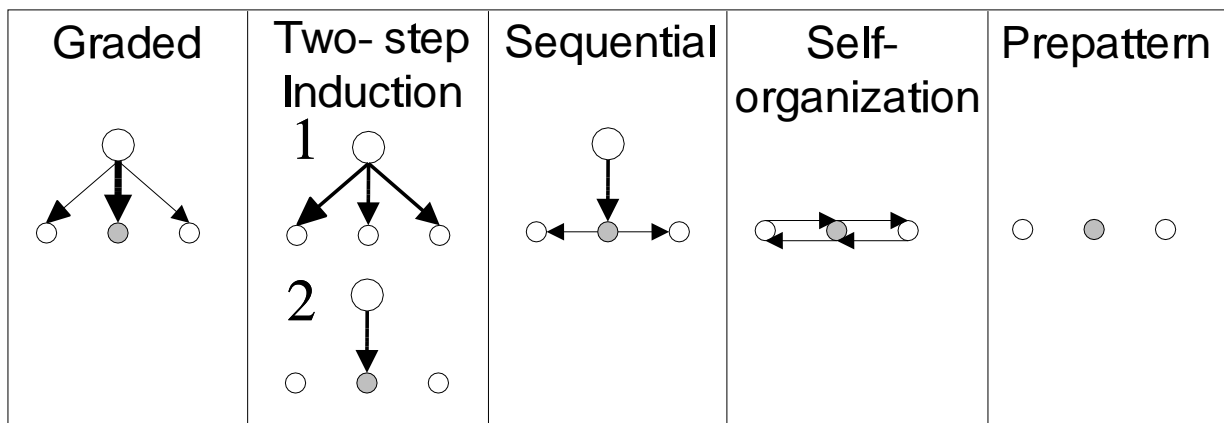 Graded
Two- step
Induction
1
2
Sequential
Self-
organization
Prepattern